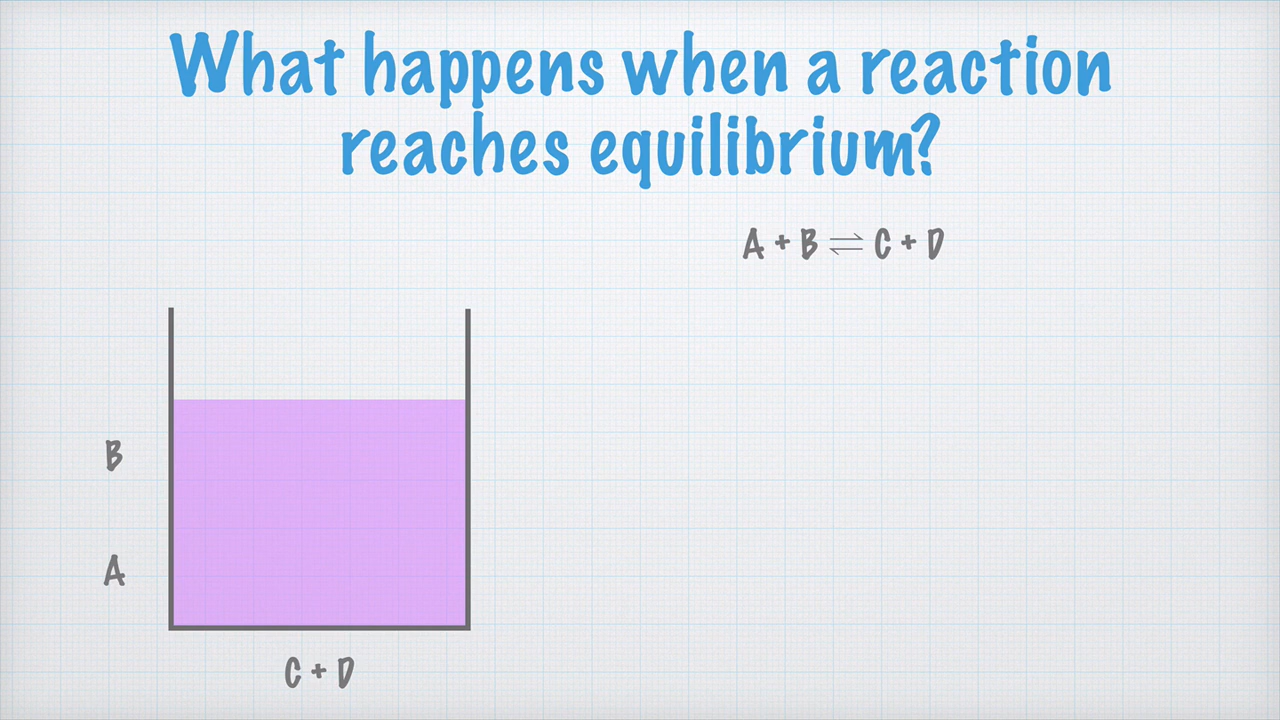 What happens when a reaction
reaches equilibrium?
A + B ⇌ C + D
B
A
C + D